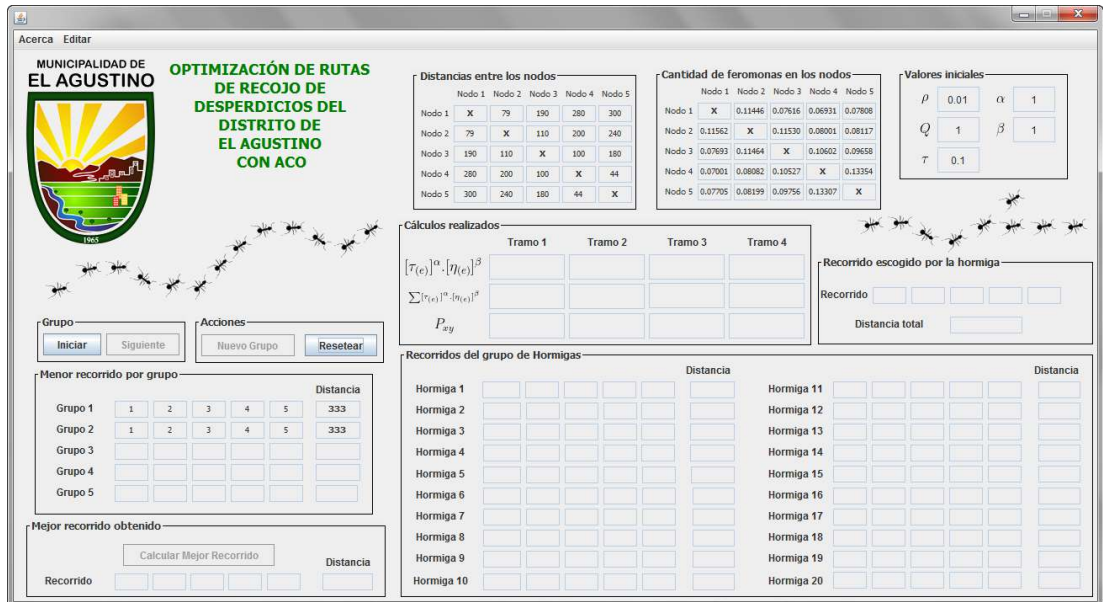 Acerca Editar
MUNICIPALIDAD DE
EL AGUSTINO
1965
OPTIMIZACIÓN DE RUTAS
DE RECOJO DE
DESPERDICIOS DEL
DISTRITO DE
EL AGUSTINO
CON ACO
Distancias entre los nodos
Nodo 1 Nodo 2 Nodo 3 Nodo 4 Nodo 5
Nodo 1 X 79 190 280 300
Nodo 2 79 X 110 200 240
Nodo 3 190 110 X 100 180
Nodo 4 280 200 100 X 44
Nodo 5 300 240 180 44 X
Cantidad de feromonas en los nodos
Nodo 1 Nodo 2 Nodo 3 Nodo 4 Nodo 5
Nodo 1 X 0.11446 0.07616 0.06931 0.07808
Nodo 2 0.11562 X 0.11530 0.08001 0.08117
Nodo 3 0.07693 0.11464 X 0.10602 0.09658
Nodo 4 0.07001 0.08082 0.10527 X 0.13354
Nodo 5 0.07705 0.08199 0.09756 0.13307 X
Valores iniciales
ρ 0.01 α 1
Q 1 β 1
τ 0.1
Cálculos realizados
Tramo 1 Tramo 2 Tramo 3 Tramo 4
[τ(e)]^α.[η(e)]^β
∑[τ(e)]^α.[η(e)]^β
P_xy
Recorrido escogido por la hormiga
Recorrido
Distancia total
Grupo
Iniciar Siguiente
Acciones
Nuevo Grupo Resetear
Menor recorrido por grupo
Distancia
Grupo 1 1 2 3 4 5 333
Grupo 2 1 2 3 4 5 333
Grupo 3
Grupo 4
Grupo 5
Mejor recorrido obtenido
Calcular Mejor Recorrido
Distancia
Recorrido
Recorridos del grupo de Hormigas
Distancia Distancia
Hormiga 1 Hormiga 11
Hormiga 2 Hormiga 12
Hormiga 3 Hormiga 13
Hormiga 4 Hormiga 14
Hormiga 5 Hormiga 15
Hormiga 6 Hormiga 16
Hormiga 7 Hormiga 17
Hormiga 8 Hormiga 18
Hormiga 9 Hormiga 19
Hormiga 10 Hormiga 20